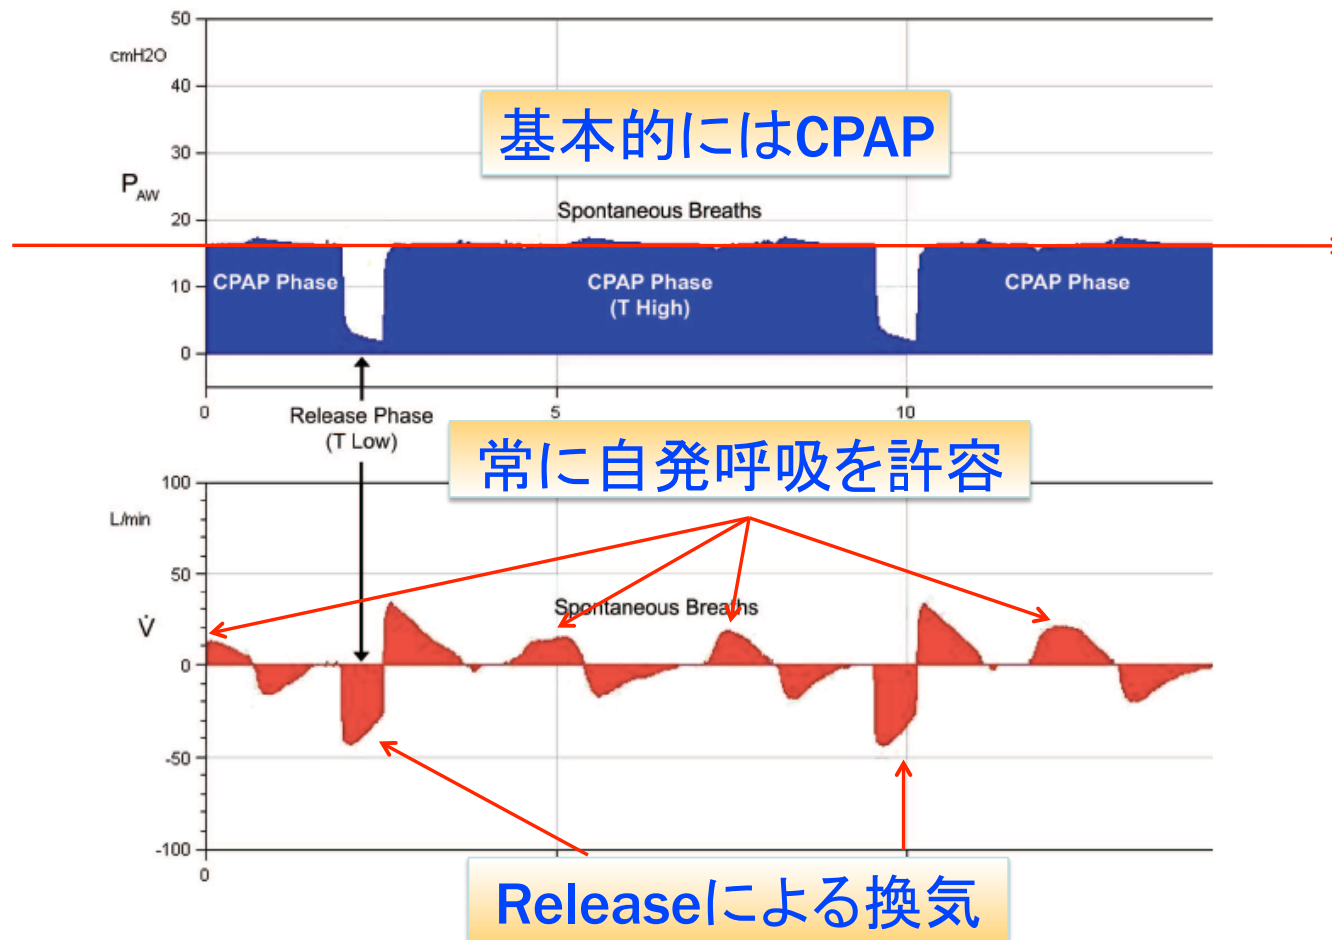 50
cmH2O
40
基本的にはCPAP
30
PAW
Spontaneous Breaths
20
CPAP Phase
CPAP Phase
(T High)
CPAP Phase
10
0
0
5
10
Release Phase
(T Low)
常に自発呼吸を許容
100
L/min
50
Spontaneous Breaths
V̇
0
-50
-100
0
Releaseによる換気